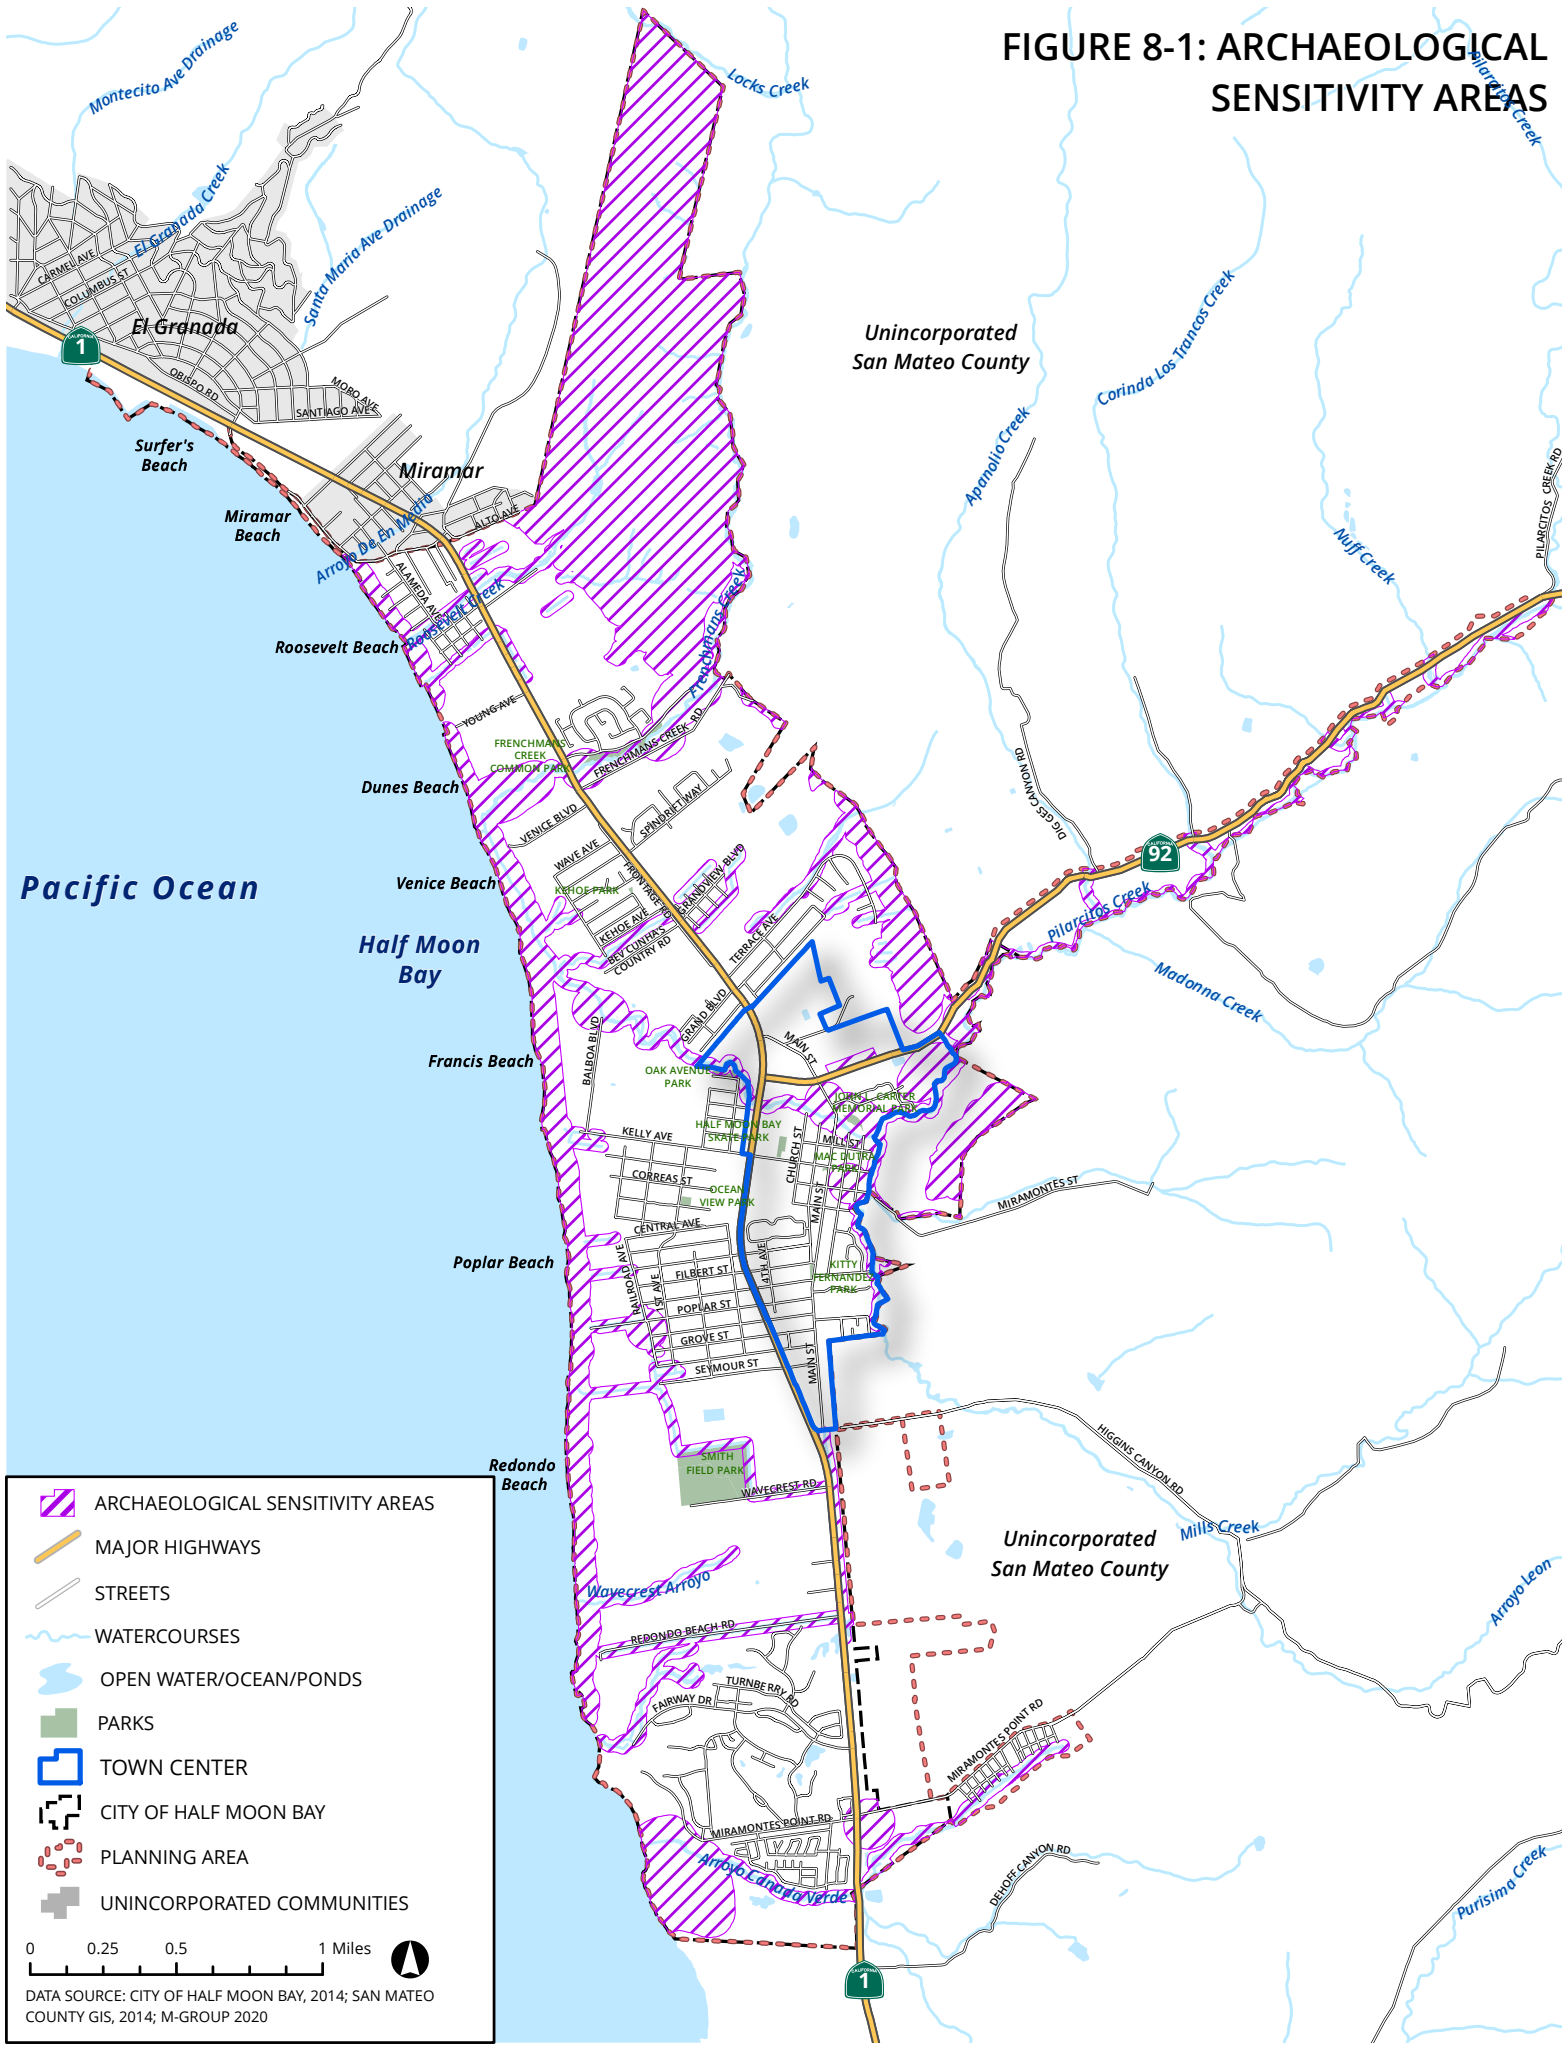 FIGURE 8-1: ARCHAEOLOGICAL
SENSITIVITY AREAS
Montecito Ave Drainage
Locks Creek
Pilarcitos Creek
El Granada Creek
Santa Maria Ave Drainage
CARMEL AVE
COLUMBUS ST
El Granada
CALIFORNIA
1
OBISPO RD
MORO AVE
SANTIAGO AVE
Unincorporated
San Mateo County
Corinda Los Trancos Creek
Apanolio Creek
Surfer's
Beach
Miramar
ALTO AVE
Miramar
Beach
Arroyo De En Medio
PILARCITOS CREEK RD
Nuff Creek
ALAMEDA AVE
Roosevelt Creek
Roosevelt Beach
Frenchmans Creek
YOUNG AVE
FRENCHMANS
CREEK
COMMON PARK
FRENCHMANS CREEK RD
Dunes Beach
VENICE BLVD
SPINDRIFT WAY
DIGGES CANYON RD
WAVE AVE
FRONTAGE RD
GRANDVIEW BLVD
CALIFORNIA
92
Pacific Ocean
Venice Beach
KEHOE PARK
KEHOE AVE
BEV CUNHA'S
COUNTRY RD
TERRACE AVE
Pilarcitos Creek
Half Moon
Bay
Madonna Creek
GRAND BLVD
BALBOA BLVD
MAIN ST
Francis Beach
OAK AVENUE
PARK
JOHN L. CARTER
MEMORIAL PARK
KELLY AVE
HALF MOON BAY
SKATE PARK
CHURCH ST
MILL ST
MAC DUTRA
PARK
CORREAS ST
OCEAN
VIEW PARK
MAIN ST
MIRAMONTES ST
CENTRAL AVE
Poplar Beach
RAILROAD AVE
1ST AVE
FILBERT ST
4TH AVE
KITTY
FERNANDEZ
PARK
POPLAR ST
GROVE ST
SEYMOUR ST
MAIN ST
HIGGINS CANYON RD
Redondo
Beach
SMITH
FIELD PARK
WAVECREST RD
Mills Creek
Unincorporated
San Mateo County
Wavecrest Arroyo
Arroyo Leon
REDONDO BEACH RD
TURNBERRY RD
FAIRWAY DR
MIRAMONTES POINT RD
MIRAMONTES POINT RD
Arroyo Canada Verde
DEHOFF CANYON RD
Purisima Creek
CALIFORNIA
1
ARCHAEOLOGICAL SENSITIVITY AREAS
MAJOR HIGHWAYS
STREETS
WATERCOURSES
OPEN WATER/OCEAN/PONDS
PARKS
TOWN CENTER
CITY OF HALF MOON BAY
PLANNING AREA
UNINCORPORATED COMMUNITIES
0 0.25 0.5 1 Miles
DATA SOURCE: CITY OF HALF MOON BAY, 2014; SAN MATEO
COUNTY GIS, 2014; M-GROUP 2020